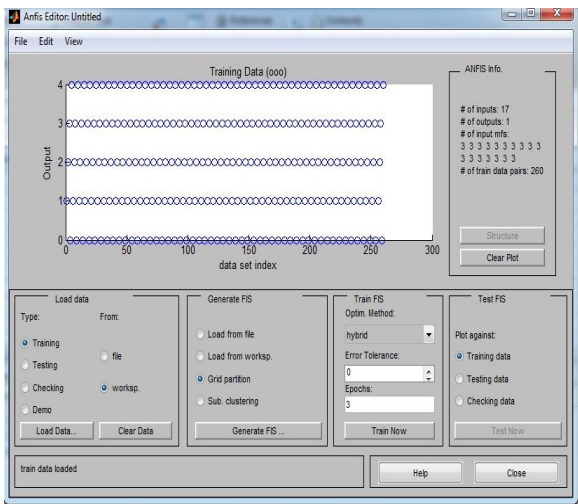 Anfis Editor: Untitled
File Edit View
Training Data (ooo)
4
3
2
1
0
Output
0 50 100 150 200 250 300
data set index
ANFIS Info.
# of inputs: 17
# of outputs: 1
# of input mfs:
3 3 3 3 3 3 3 3 3 3
3 3 3 3 3 3 3
# of train data pairs: 260
Structure
Clear Plot
Load data
Type: From:
Training
Testing
Checking
Demo
file
worksp.
Load Data... Clear Data
Generate FIS
Load from file
Load from worksp.
Grid partition
Sub. clustering
Generate FIS ...
Train FIS
Optim. Method:
hybrid
Error Tolerance:
0
Epochs:
3
Train Now
Test FIS
Plot against:
Training data
Testing data
Checking data
Test Now
train data loaded
Help Close